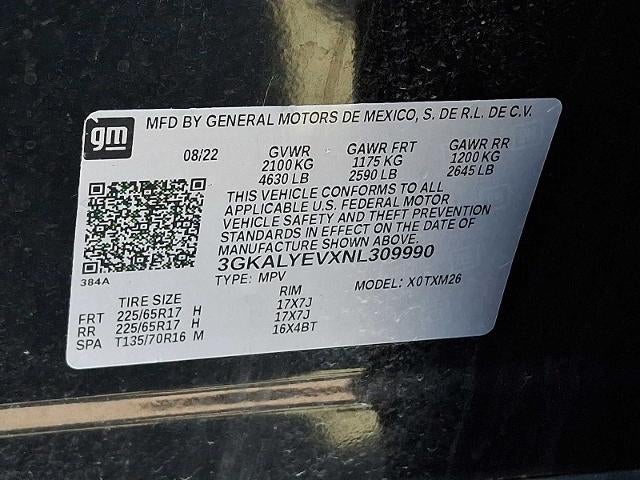 gm MFD BY GENERAL MOTORS DE MEXICO, S. DE R.L. DE C.V.
08/22 GVWR GAWR FRT GAWR RR
2100 KG 1175 KG 1200 KG
4630 LB 2590 LB 2645 LB
THIS VEHICLE CONFORMS TO ALL
APPLICABLE U.S. FEDERAL MOTOR
VEHICLE SAFETY AND THEFT PREVENTION
STANDARDS IN EFFECT ON THE DATE OF
MANUFACTURE SHOWN ABOVE.
3GKALYEVXNL309990
384A TYPE: MPV MODEL: X0TXM26
TIRE SIZE RIM
FRT 225/65R17 H 17X7J
RR 225/65R17 H 17X7J
SPA T135/70R16 M 16X4BT